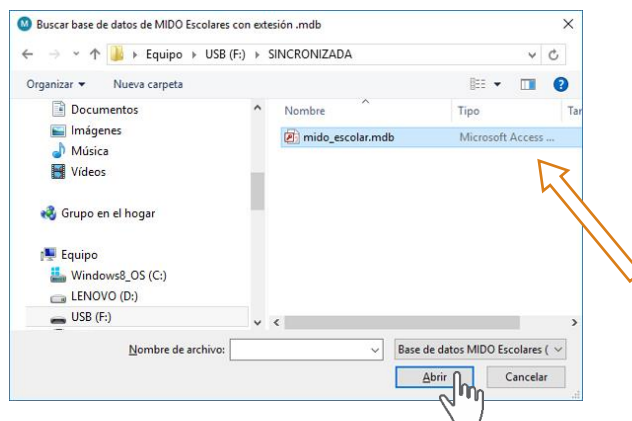 Buscar base de datos de MIDO Escolares con extesión .mdb
Equipo USB (F:) SINCRONIZADA
Organizar Nueva carpeta
Documentos
Imágenes
Música
Vídeos
Grupo en el hogar
Equipo
Windows8_OS (C:)
LENOVO (D:)
USB (F:)
Nombre Tipo Tar
mido_escolar.mdb Microsoft Access ...
Nombre de archivo: Base de datos MIDO Escolares (
Abrir Cancelar